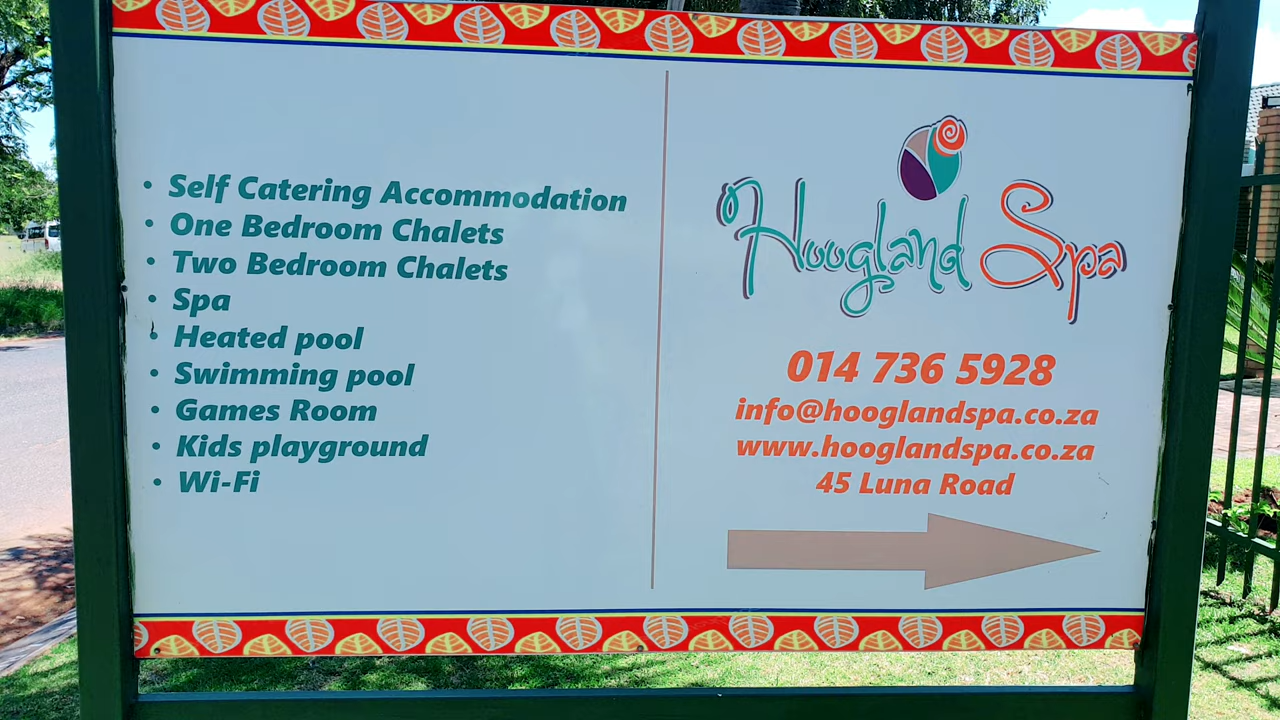 • Self Catering Accommodation
• One Bedroom Chalets
• Two Bedroom Chalets
• Spa
• Heated pool
• Swimming pool
• Games Room
• Kids playground
• Wi-Fi
Hoogland Spa
014 736 5928
info@hooglandspa.co.za
www.hooglandspa.co.za
45 Luna Road